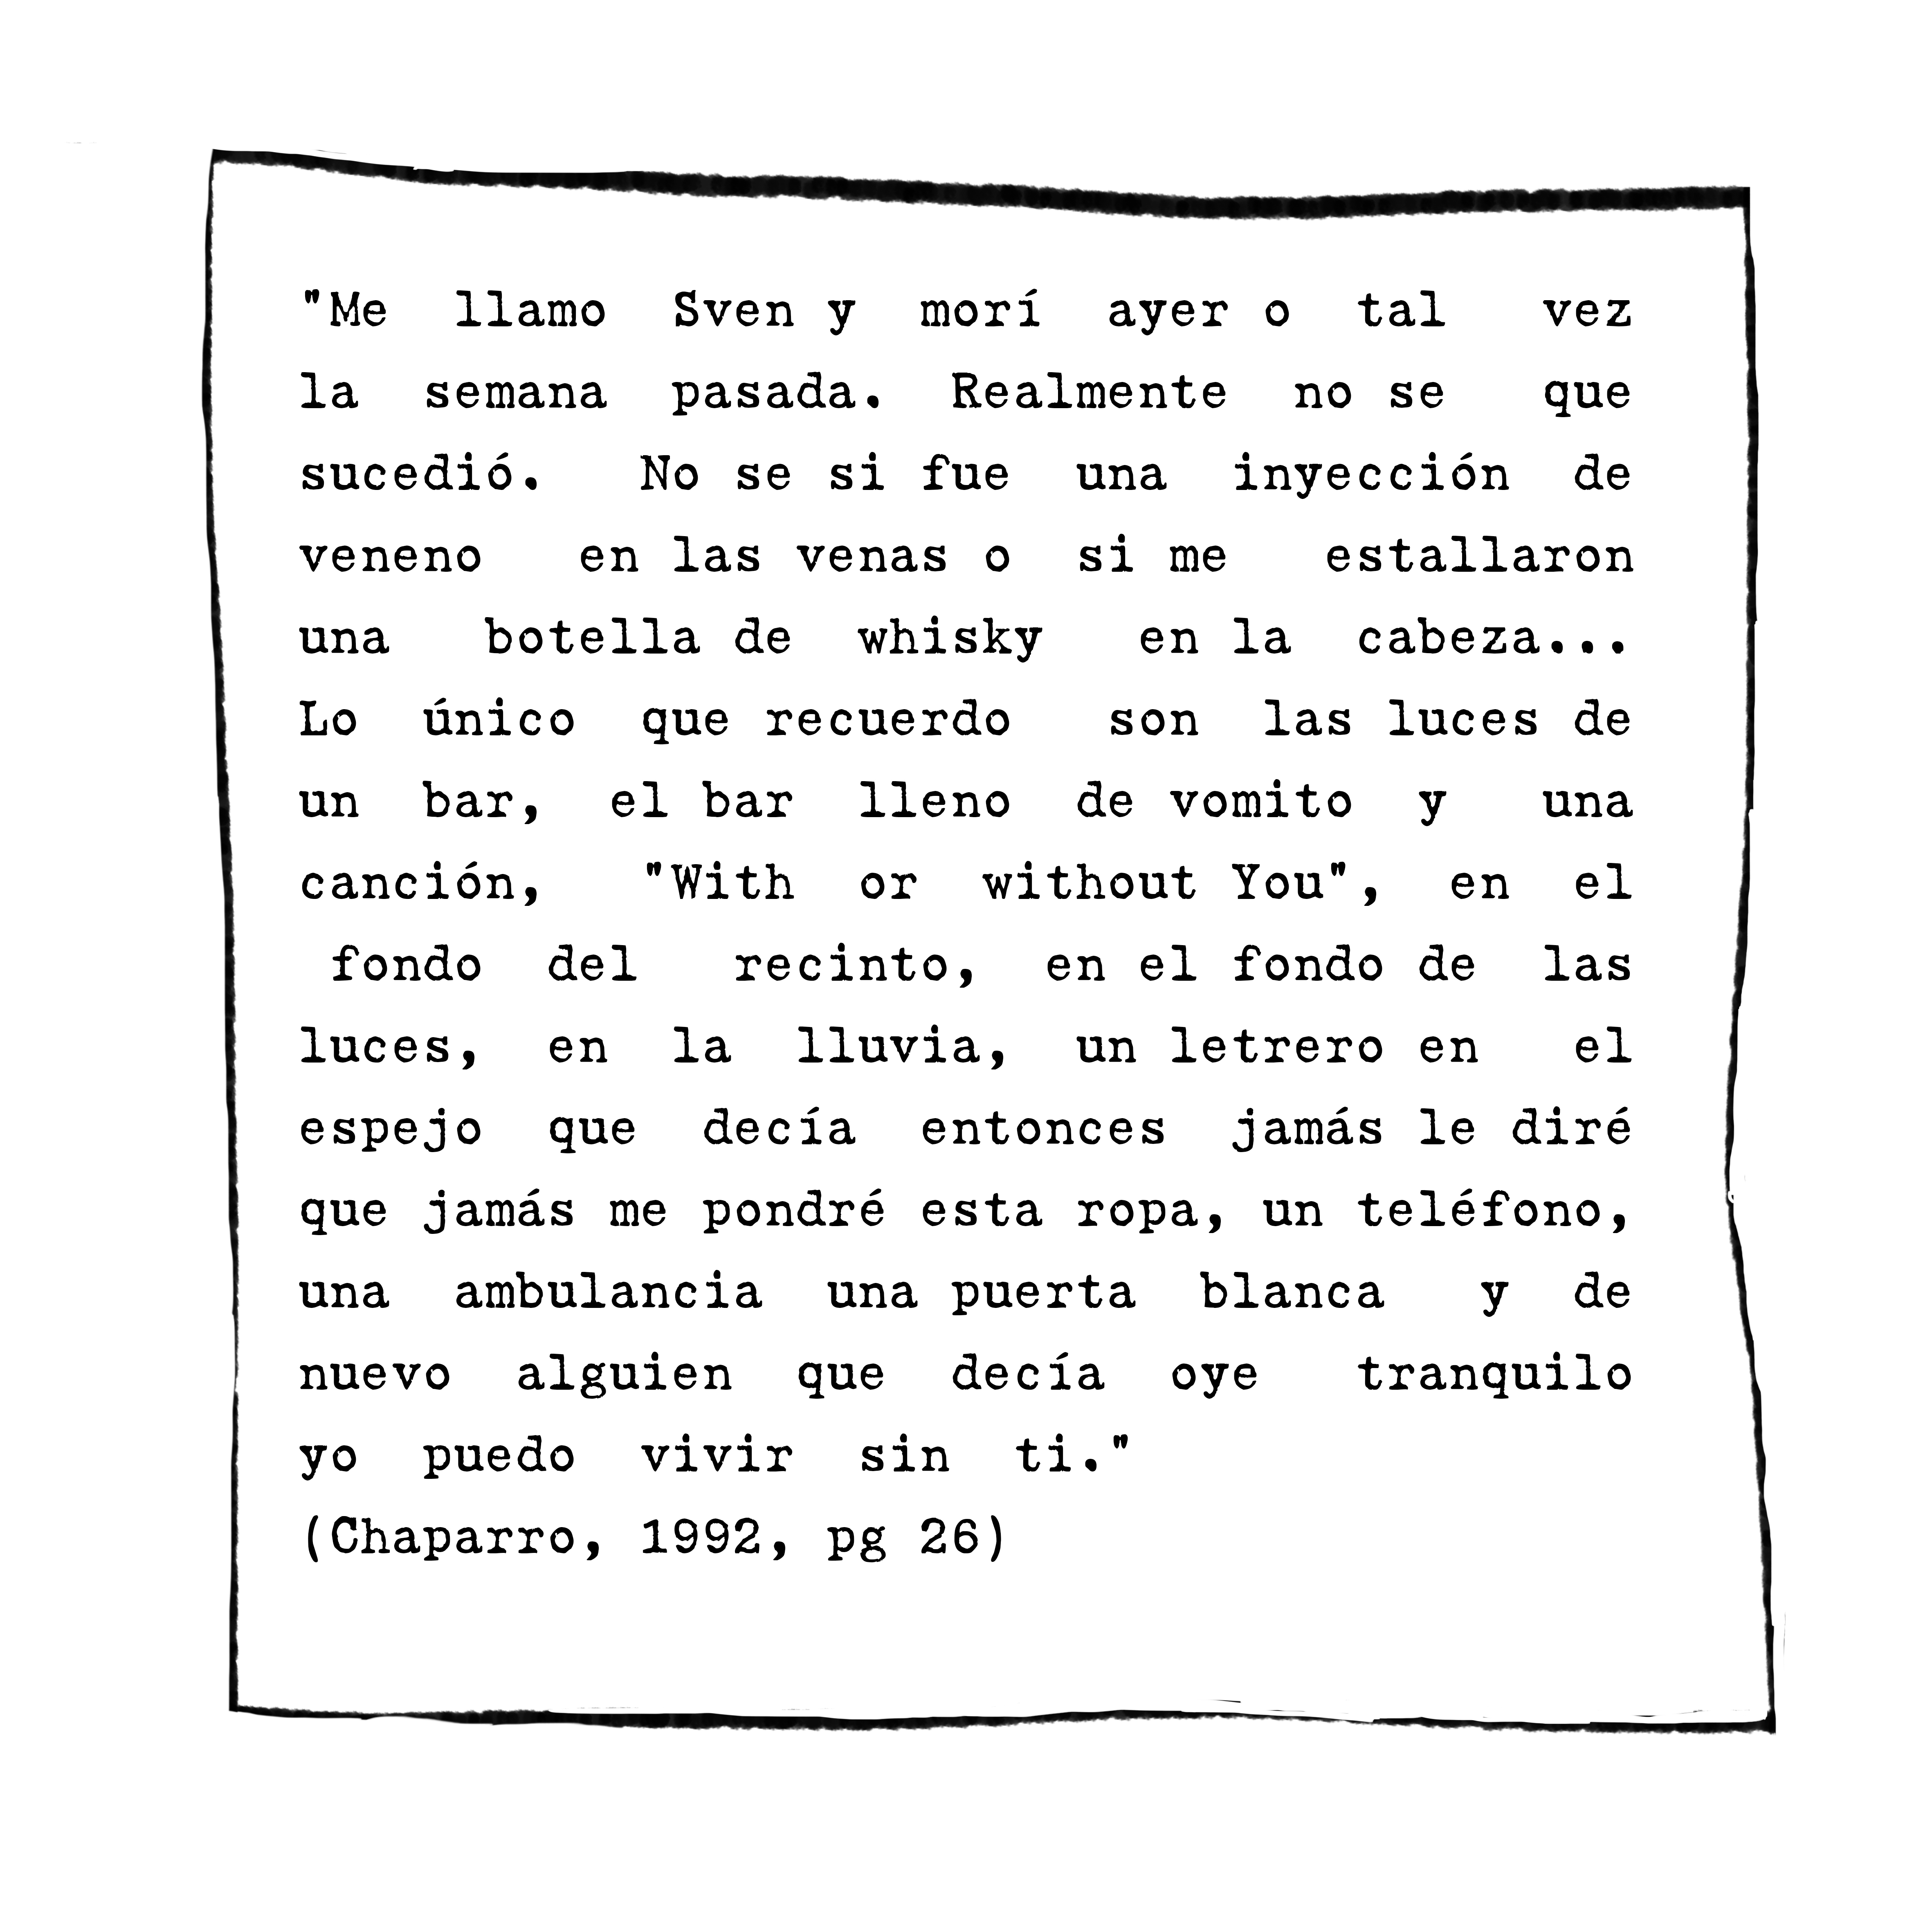 "Me llamo Sven y morí ayer o tal vez
la semana pasada. Realmente no se que
sucedió. No se si fue una inyección de
veneno en las venas o si me estallaron
una botella de whisky en la cabeza...
Lo único que recuerdo son las luces de
un bar, el bar lleno de vomito y una
canción, "With or without You", en el
fondo del recinto, en el fondo de las
luces, en la lluvia, un letrero en el
espejo que decía entonces jamás le diré
que jamás me pondré esta ropa, un teléfono,
una ambulancia una puerta blanca y de
nuevo alguien que decía oye tranquilo
yo puedo vivir sin ti."
(Chaparro, 1992, pg 26)